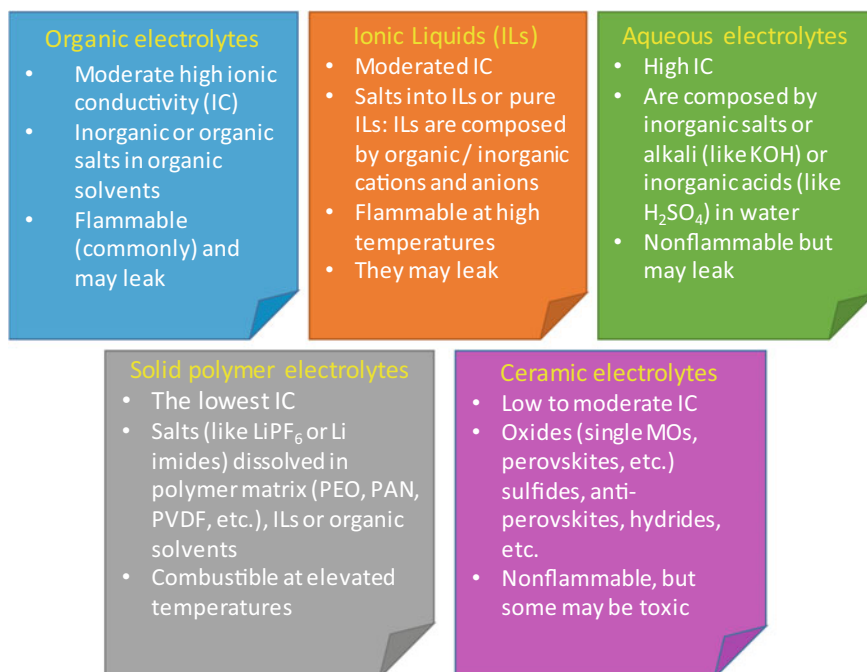 Organic electrolytes
• Moderate high ionic
conductivity (IC)
• Inorganic or organic
salts in organic
solvents
• Flammable
(commonly) and
may leak
Ionic Liquids (ILs)
• Moderated IC
• Salts into ILs or pure
ILs: ILs are composed
by organic / inorganic
cations and anions
• Flammable at high
temperatures
• They may leak
Aqueous electrolytes
• High IC
• Are composed by
inorganic salts or
alkali (like KOH) or
inorganic acids (like
H₂SO₄) in water
• Nonflammable but
may leak
Solid polymer electrolytes
• The lowest IC
• Salts (like LiPF₆ or Li
imides) dissolved in
polymer matrix (PEO, PAN,
PVDF, etc.), ILs or organic
solvents
• Combustible at elevated
temperatures
Ceramic electrolytes
• Low to moderate IC
• Oxides (single MOs,
perovskites, etc.)
sulfides, anti-
perovskites, hydrides,
etc.
• Nonflammable, but
some may be toxic